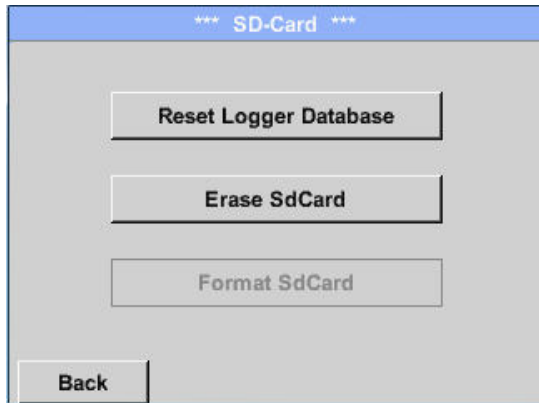 *** SD-Card ***
Reset Logger Database
Erase SdCard
Format SdCard
Back